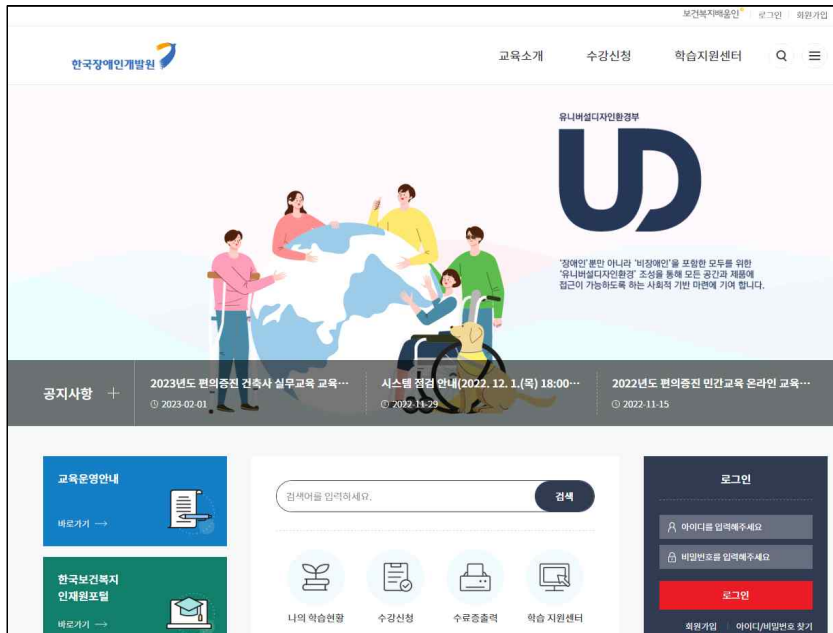 보건복지배움인 로그인 회원가입
한국장애인개발원
교육소개 수강신청 학습지원센터
유니버설디자인환경부
UD
'장애인'뿐만 아니라 '비장애인'을 포함한 모두를 위한
'유니버설디자인환경' 조성을 통해 모든 공간과 제품에
접근이 가능하도록 하는 사회적 기반 마련에 기여 합니다.
공지사항
2023년도 편의증진 건축사 실무교육 교육…
2023-02-01
시스템 점검 안내(2022. 12. 1.(목) 18:00…
2022-11-29
2022년도 편의증진 민간교육 온라인 교육…
2022-11-15
교육운영안내
바로가기 →
한국보건복지
인재원포털
바로가기 →
검색어를 입력하세요.
검색
나의 학습현황
수강신청
수료증출력
학습 지원센터
로그인
아이디를 입력해주세요
비밀번호를 입력해주세요
로그인
회원가입 아이디/비밀번호 찾기